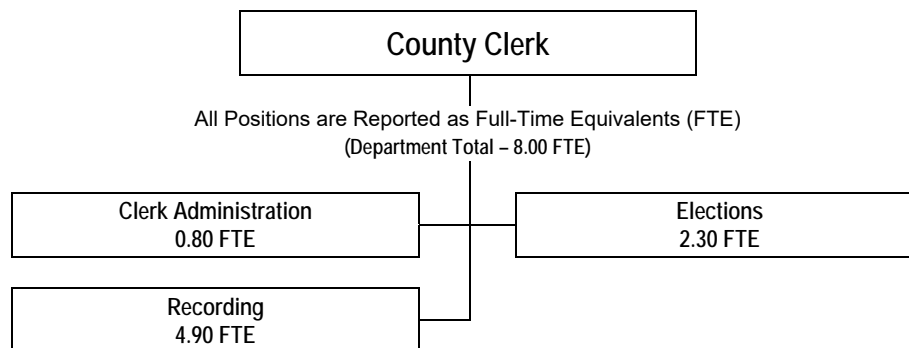 County Clerk
All Positions are Reported as Full-Time Equivalents (FTE)
(Department Total – 8.00 FTE)
Clerk Administration
0.80 FTE
Elections
2.30 FTE
Recording
4.90 FTE